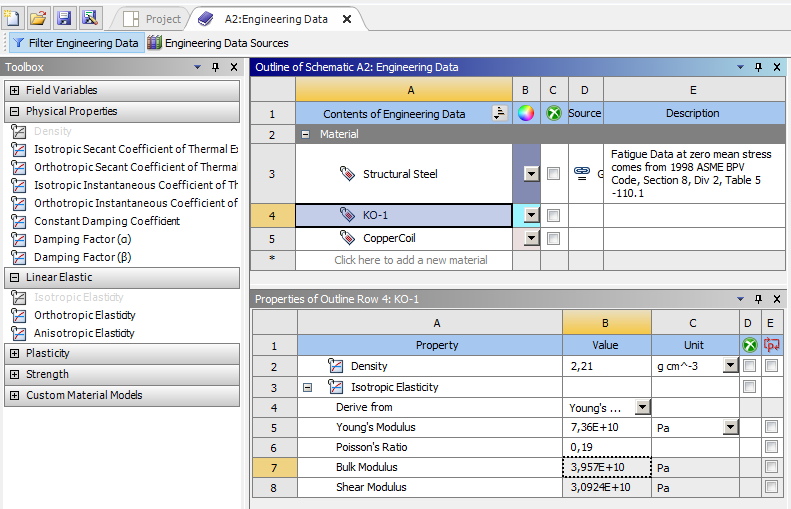 Project
A2:Engineering Data
Filter Engineering Data
Engineering Data Sources
Toolbox
Field Variables
Physical Properties
Density
Isotropic Secant Coefficient of Thermal Ex
Orthotropic Secant Coefficient of Thermal
Isotropic Instantaneous Coefficient of The
Orthotropic Instantaneous Coefficient of
Constant Damping Coefficient
Damping Factor (α)
Damping Factor (β)
Linear Elastic
Isotropic Elasticity
Orthotropic Elasticity
Anisotropic Elasticity
Plasticity
Strength
Custom Material Models
Outline of Schematic A2: Engineering Data
A B C D E
1 Contents of Engineering Data Source Description
2 Material
3 Structural Steel G
Fatigue Data at zero mean stress
comes from 1998 ASME BPV
Code, Section 8, Div 2, Table 5
-110.1
4 KO-1
5 CopperCoil
* Click here to add a new material
Properties of Outline Row 4: KO-1
A B C D E
1 Property Value Unit
2 Density 2,21 g cm^-3
3 Isotropic Elasticity
4 Derive from Young's ...
5 Young's Modulus 7,36E+10 Pa
6 Poisson's Ratio 0,19
7 Bulk Modulus 3,957E+10 Pa
8 Shear Modulus 3,0924E+10 Pa